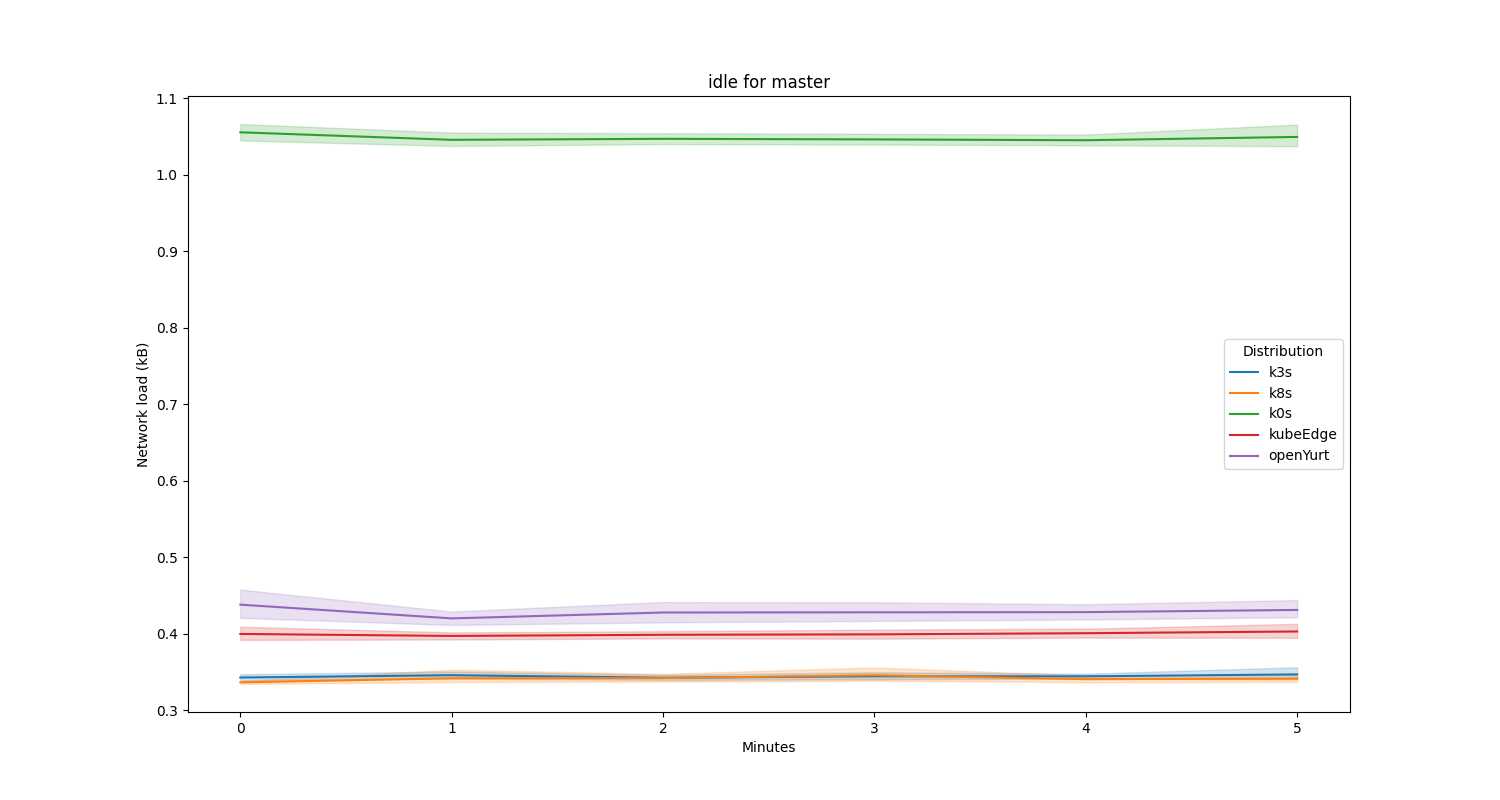 idle for master
1.1
1.0
0.9
0.8
0.7
0.6
0.5
0.4
0.3
Network load (kB)
Distribution
k3s
k8s
k0s
kubeEdge
openYurt
0 1 2 3 4 5
Minutes